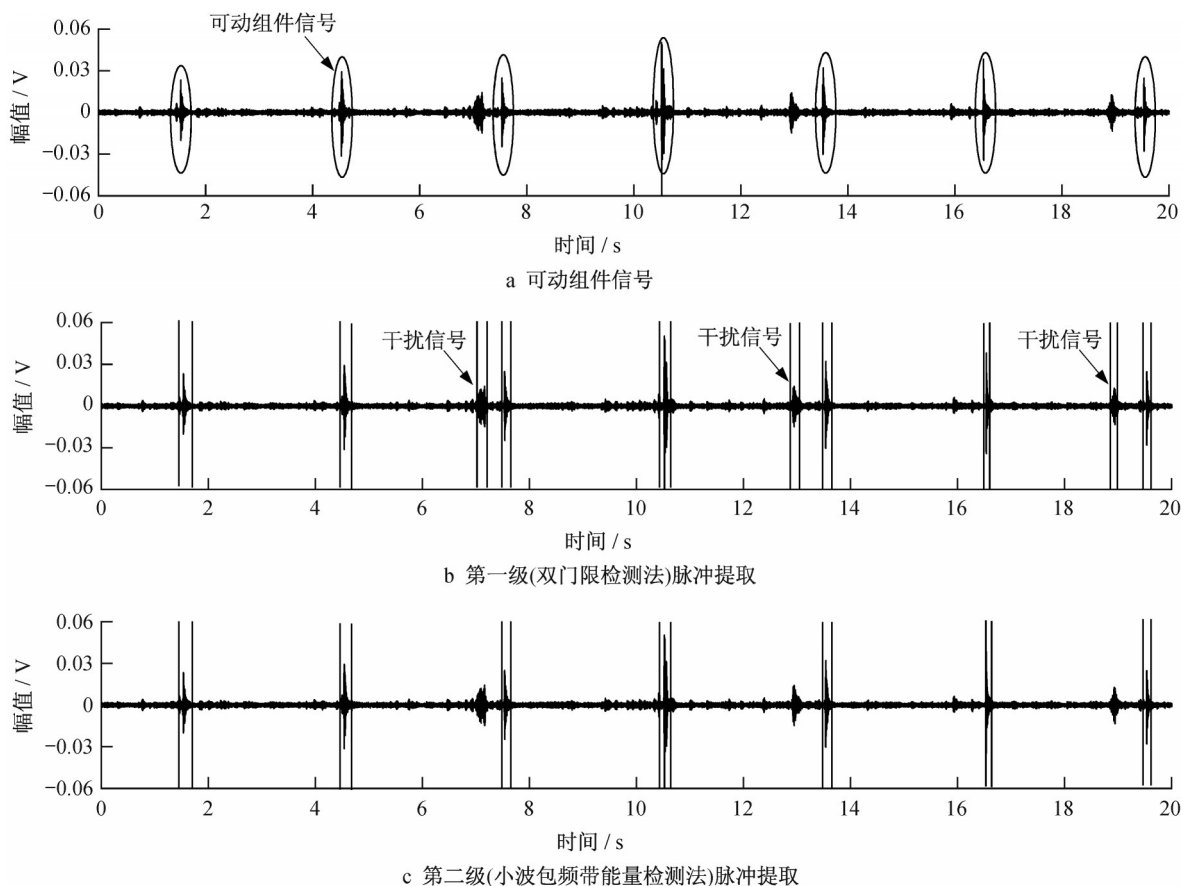 可动组件信号
0.06
0.03
0
−0.03
−0.06
幅值 / V
0 2 4 6 8 10 12 14 16 18 20
时间 / s
a 可动组件信号
干扰信号 干扰信号 干扰信号
0.06
0.03
0
−0.03
−0.06
幅值 / V
0 2 4 6 8 10 12 14 16 18 20
时间 / s
b 第一级(双门限检测法)脉冲提取
0.06
0.03
0
−0.03
−0.06
幅值 / V
0 2 4 6 8 10 12 14 16 18 20
时间 / s
c 第二级(小波包频带能量检测法)脉冲提取